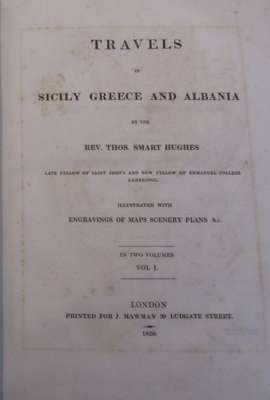 TRAVELS
IN
SICILY GREECE AND ALBANIA
BY THE
REV. THOS. SMART HUGHES
LATE FELLOW OF SAINT JOHN'S AND NOW FELLOW OF EMMANUEL COLLEGE
CAMBRIDGE.
ILLUSTRATED WITH
ENGRAVINGS OF MAPS SCENERY PLANS &c.
IN TWO VOLUMES
VOL I.
LONDON
PRINTED FOR J. MAWMAN 39 LUDGATE STREET.
1820.